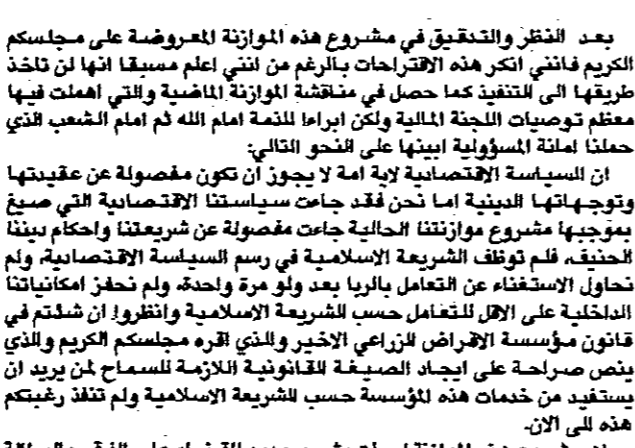 بعد النظر والتدقيق في مشروع هذه الموازنة المعروضة على مجلسكم
الكريم فانني انكر هذه الاقتراحات بالرغم من انني اعلم مسبقا انها لن تاخذ
طريقها الى التنفيذ كما حصل في مناقشة الموازنة الماضية والتي اهملت فيها
معظم توصيات اللجنة المالية ولكن ابراءا للذمة امام الله ثم امام الشعب الذي
حملنا امانة المسؤولية ابينها على النحو التالي:
ان السياسة الاقتصادية لاية امة لا يجوز ان تكون مفصولة عن عقيدتها
وتوجهاتها الدينية اما نحن فقد جاءت سياستنا الاقتصادية التي صيغ
بموجبها مشروع موازنتنا الحالية جاءت مفصولة عن شريعتنا واحكام ديننا
الحنيف، فلم توظف الشريعة الاسلامية في رسم السياسة الاقتصادية، ولم
نحاول الاستغناء عن التعامل بالربا بعد ولو مرة واحدة، ولم نحفز امكانياتنا
الداخلية على الاقل للتعامل حسب الشريعة الاسلامية وانظروا ان شئتم في
قانون مؤسسة الاقراض الزراعي الاخير والذي اقره مجلسكم الكريم والذي
ينص صراحة على ايجاد الصيغة القانونية اللازمة للسماح لمن يريد ان
يستفيد من خدمات هذه المؤسسة حسب الشريعة الاسلامية ولم تنفذ رغبتكم
هذه الى الان.